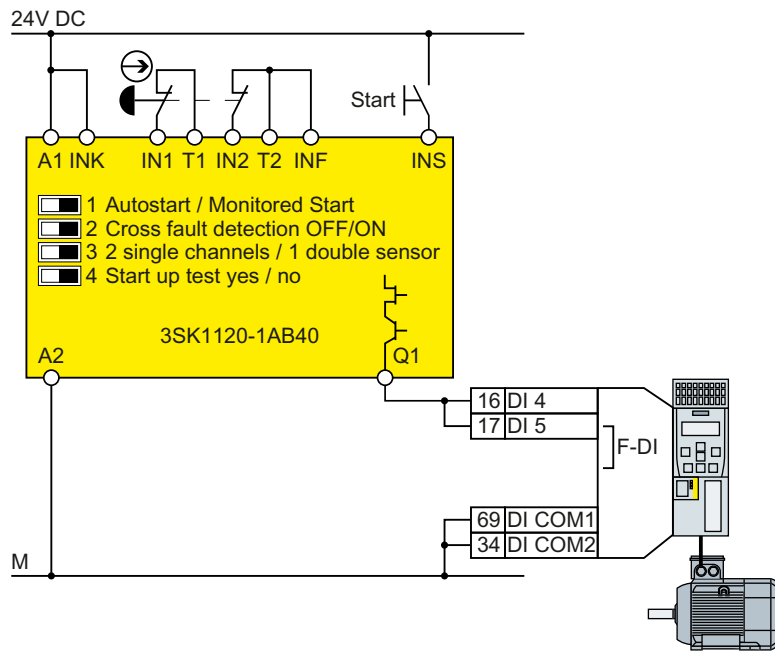 24V DC
Start
A1 INK IN1 T1 IN2 T2 INF INS
1 Autostart / Monitored Start
2 Cross fault detection OFF/ON
3 2 single channels / 1 double sensor
4 Start up test yes / no
3SK1120-1AB40
A2 Q1
16 DI 4
17 DI 5
F-DI
69 DI COM1
34 DI COM2
M